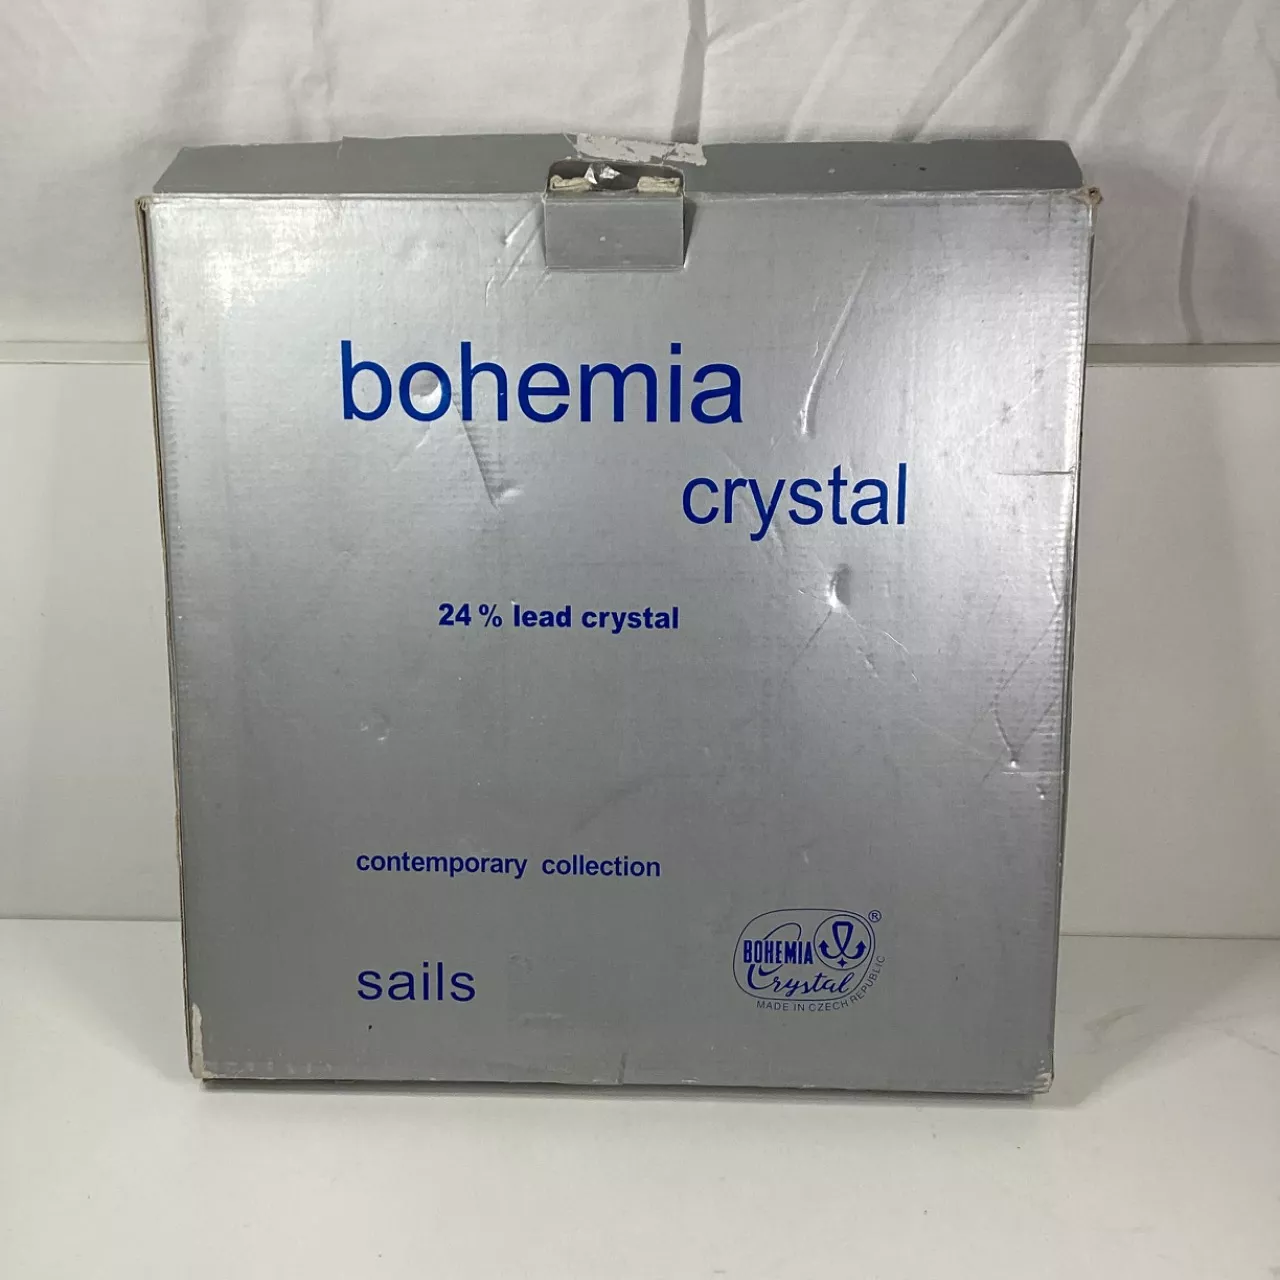 bohemia
crystal
24% lead crystal
contemporary collection
sails
®
BOHEMIA
Crystal
MADE IN CZECH REPUBLIC